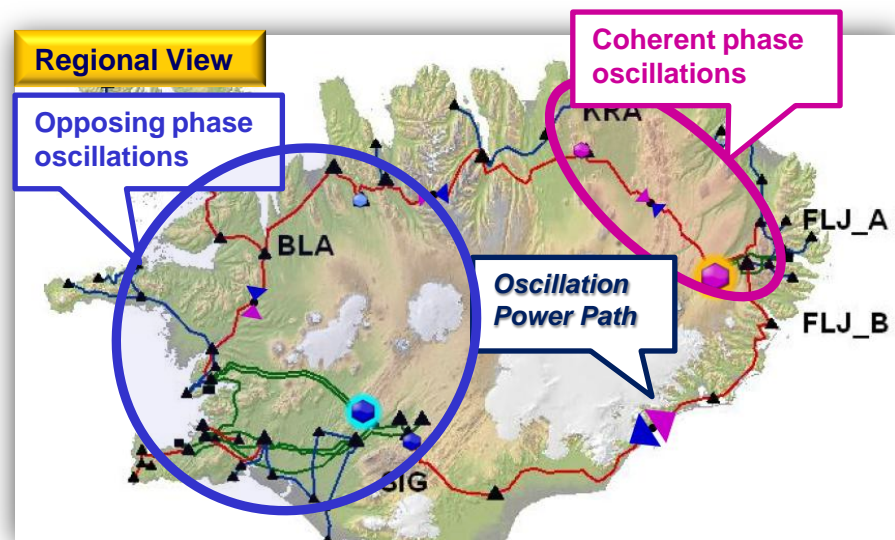 Regional View
Coherent phase
oscillations
Opposing phase
oscillations
KRA
BLA
FLJ_A
Oscillation
Power Path
FLJ_B
SIG